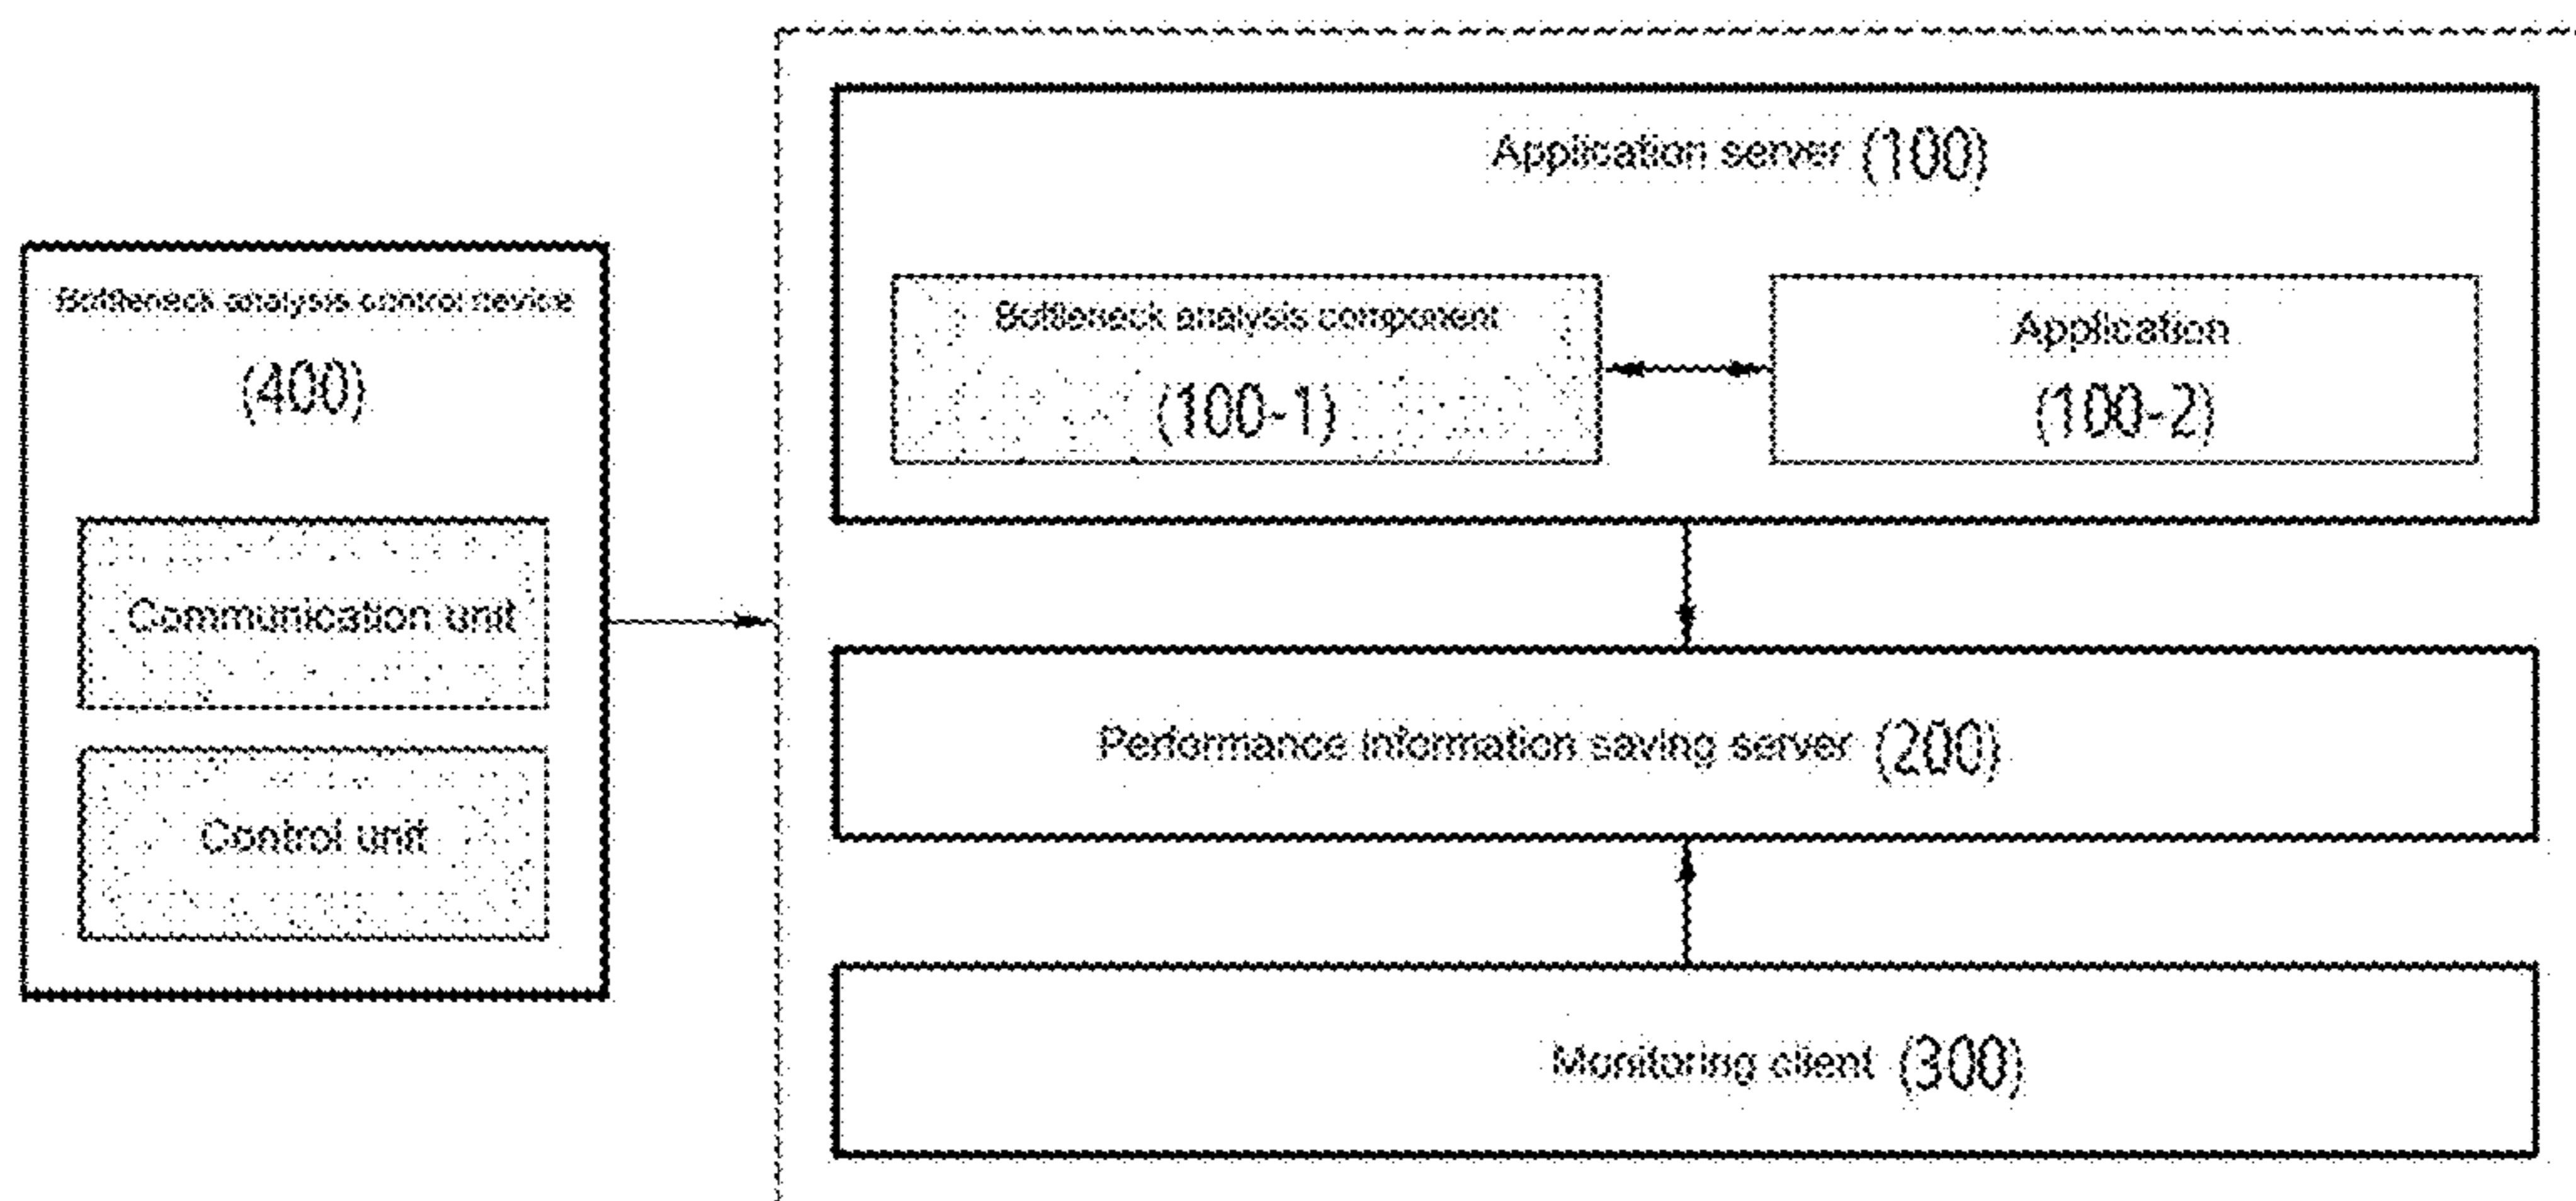 Application server (100)
Bottleneck analysis control device
(400)
Bottleneck analysis component
(100-1)
Application
(100-2)
Communication unit
Control unit
Performance information saving server (200)
Monitoring client (300)